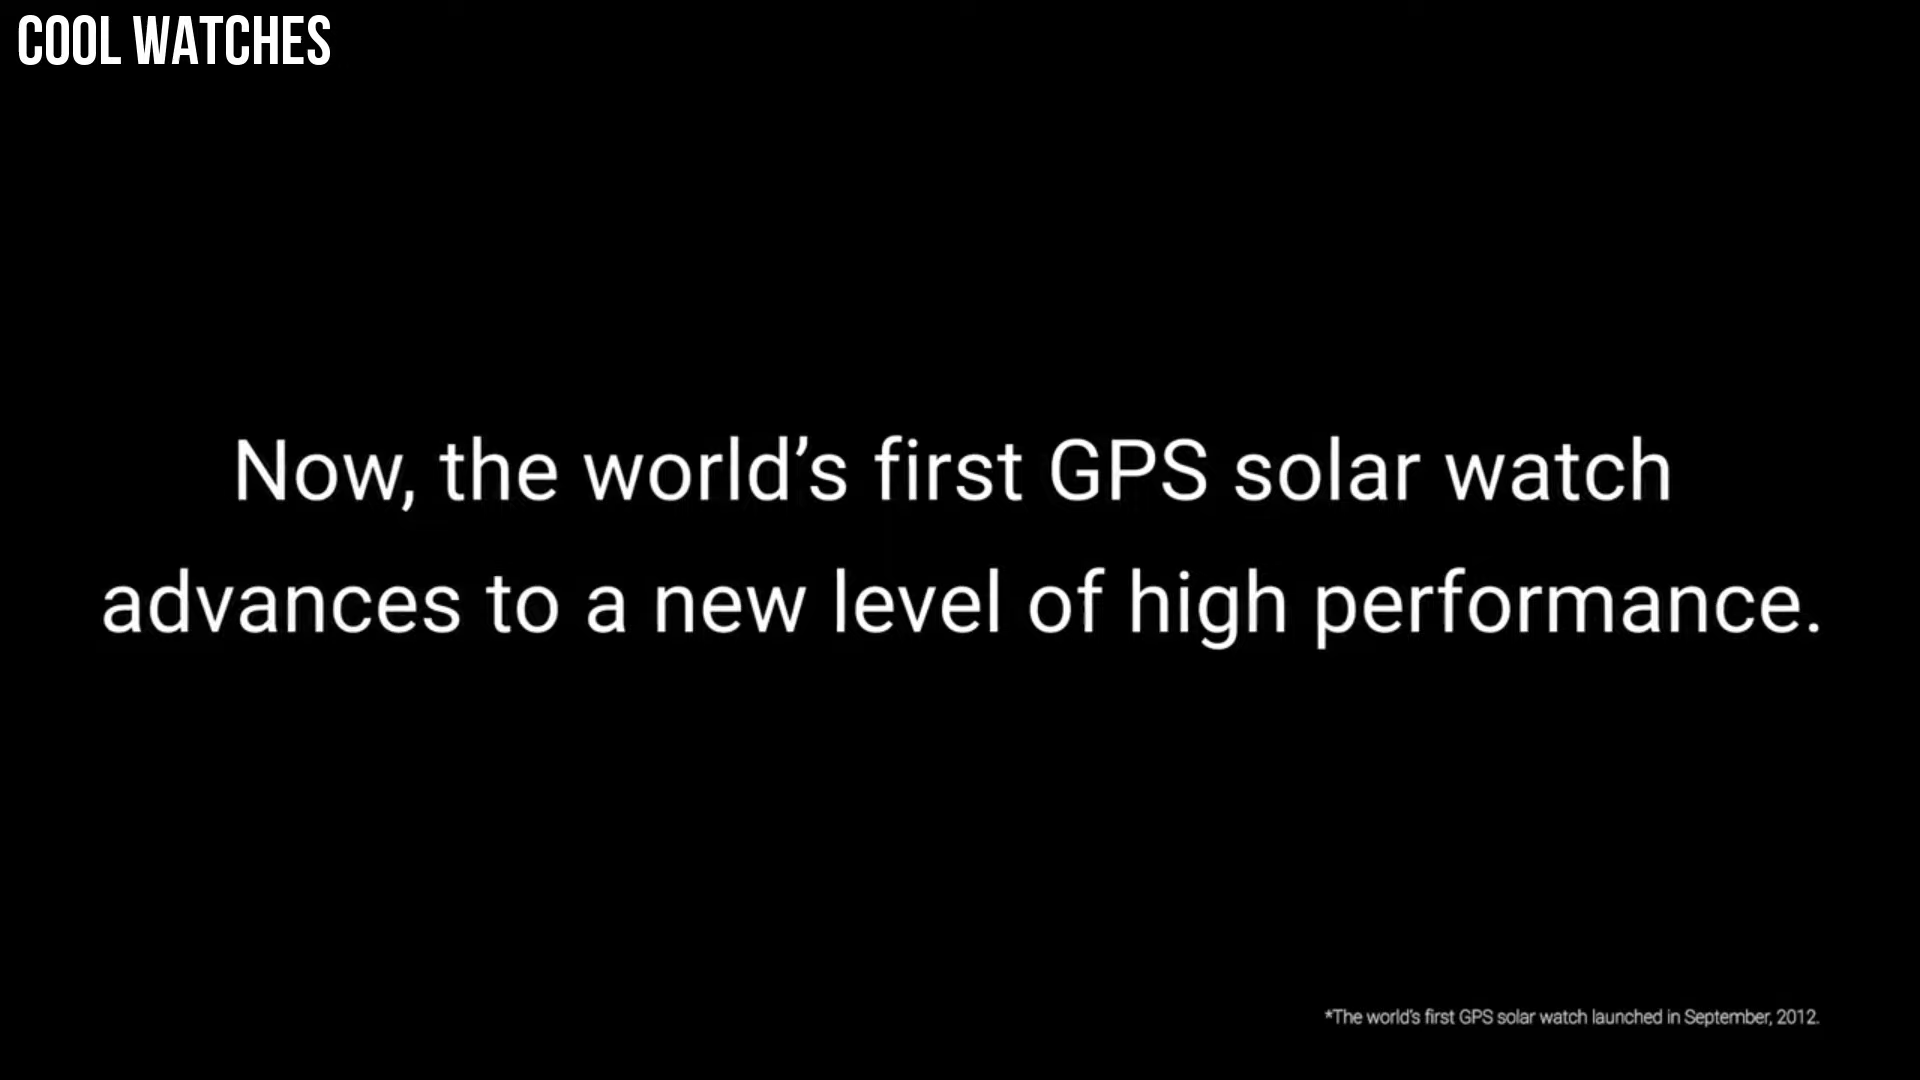 COOL WATCHES
Now, the world’s first GPS solar watch
advances to a new level of high performance.
*The world’s first GPS solar watch launched in September, 2012.